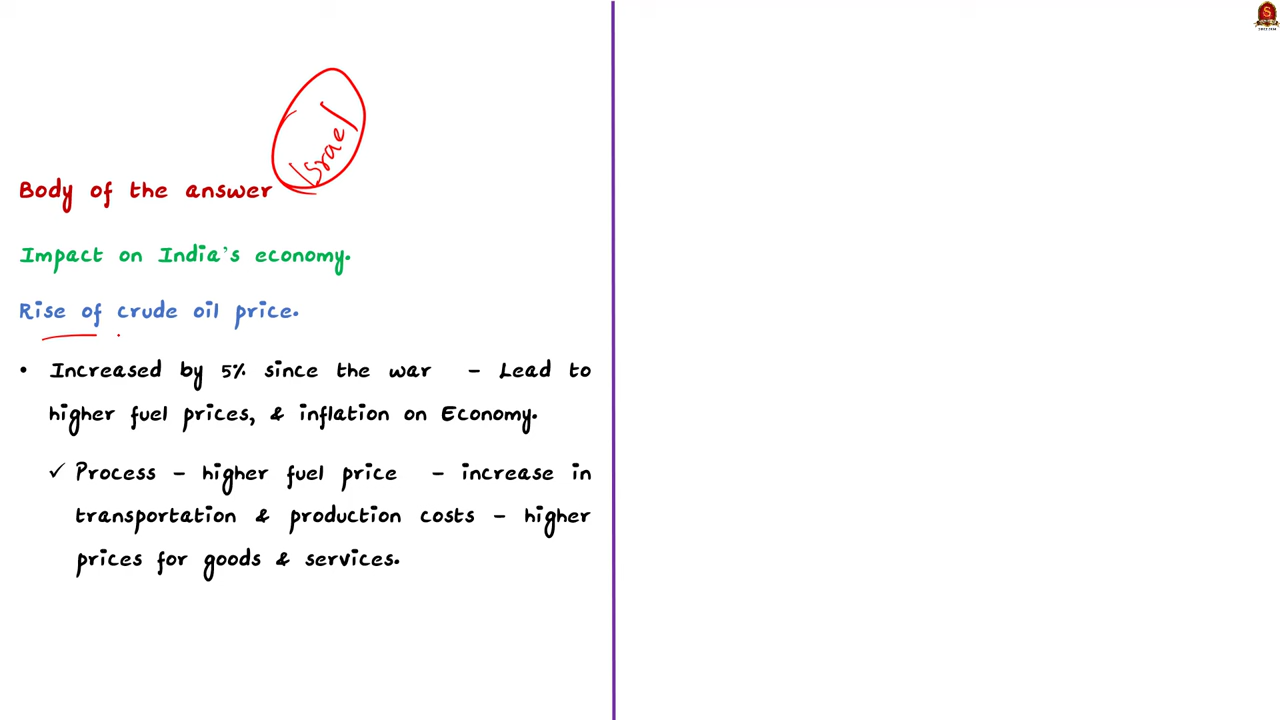 Israel
Body of the answer
Impact on India's economy.
Rise of crude oil price.
• Increased by 5% since the war - Lead to
higher fuel prices, & inflation on Economy.
✓ Process - higher fuel price - increase in
transportation & production costs - higher
prices for goods & services.